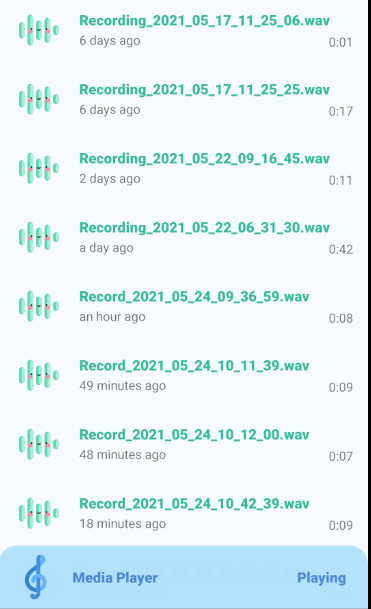 Recording_2021_05_17_11_25_06.wav
6 days ago 0:01
Recording_2021_05_17_11_25_25.wav
6 days ago 0:17
Recording_2021_05_22_09_16_45.wav
2 days ago 0:11
Recording_2021_05_22_06_31_30.wav
a day ago 0:42
Record_2021_05_24_09_36_59.wav
an hour ago 0:08
Record_2021_05_24_10_11_39.wav
49 minutes ago 0:09
Record_2021_05_24_10_12_00.wav
48 minutes ago 0:07
Record_2021_05_24_10_42_39.wav
18 minutes ago 0:09
Media Player Playing